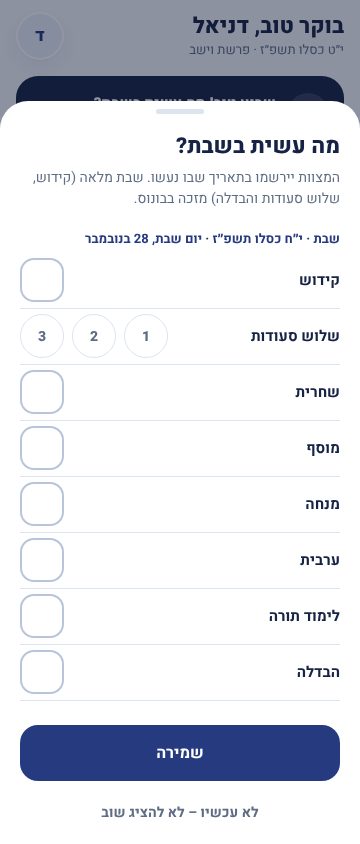 בוקר טוב, דניאל
ד
י״ט כסלו תשפ״ז · פרשת וישב
מה עשית בשבת?
המצוות יירשמו בתאריך שבו נעשו. שבת מלאה (קידוש,
שלוש סעודות והבדלה) מזכה בבונוס.
שבת · י״ח כסלו תשפ״ז · יום שבת, 28 בנובמבר
קידוש
שלוש סעודות
1
2
3
שחרית
מוסף
מנחה
ערבית
לימוד תורה
הבדלה
שמירה
לא עכשיו – לא להציג שוב